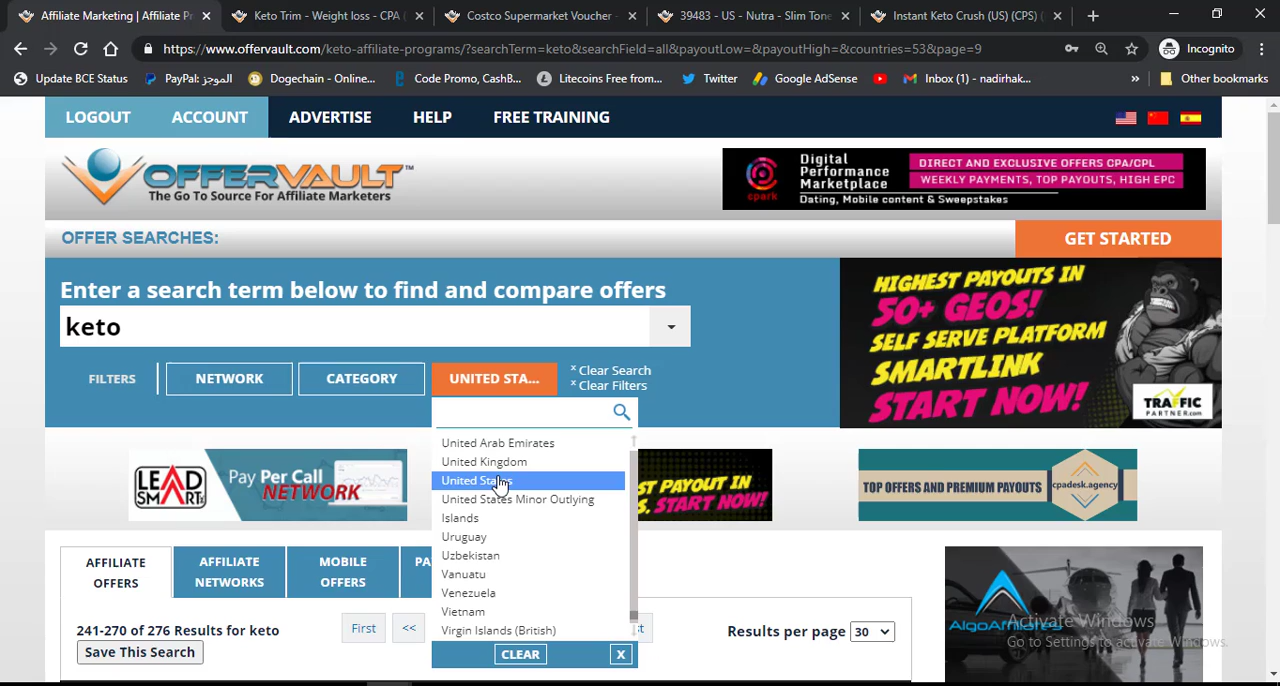 Affiliate Marketing | Affiliate P
Keto Trim - Weight loss - CPA (
Costco Supermarket Voucher -
39483 - US - Nutra - Slim Tone
Instant Keto Crush (US) (CPS)
https://www.offervault.com/keto-affiliate-programs/?searchTerm=keto&searchField=all&payoutLow=&payoutHigh=&countries=53&page=9
Incognito
Update BCE Status
PayPal: الموجز
Dogechain - Online...
Code Promo, CashB...
Litecoins Free from...
Twitter
Google AdSense
Inbox (1) - nadirhak...
»
Other bookmarks
LOGOUT ACCOUNT ADVERTISE HELP FREE TRAINING
OFFERVAULT™
The Go To Source For Affiliate Marketers
cpark
Digital
Performance
Marketplace
DIRECT AND EXCLUSIVE OFFERS CPA/CPL
WEEKLY PAYMENTS, TOP PAYOUTS, HIGH EPC
Dating, Mobile content & Sweepstakes
OFFER SEARCHES:
GET STARTED
Enter a search term below to find and compare offers
keto
FILTERS
NETWORK
CATEGORY
UNITED STA...
x Clear Search
x Clear Filters
HIGHEST PAYOUTS IN
50+ GEOS!
SELF SERVE PLATFORM
SMARTLINK
START NOW!
TRAFFIC
PARTNER.com
United Arab Emirates
United Kingdom
United States
United States Minor Outlying
Islands
Uruguay
Uzbekistan
Vanuatu
Venezuela
Vietnam
Virgin Islands (British)
CLEAR
X
LEAD
SMART
Pay Per Call
NETWORK
ST PAYOUT IN
START NOW!
TOP OFFERS AND PREMIUM PAYOUTS
cpadesk.agency
AFFILIATE
OFFERS
AFFILIATE
NETWORKS
MOBILE
OFFERS
PA
241-270 of 276 Results for keto
Save This Search
First
<<
st
Results per page 30
AlgoAffiliates
Activate Windows
Go to Settings to activate Windows.